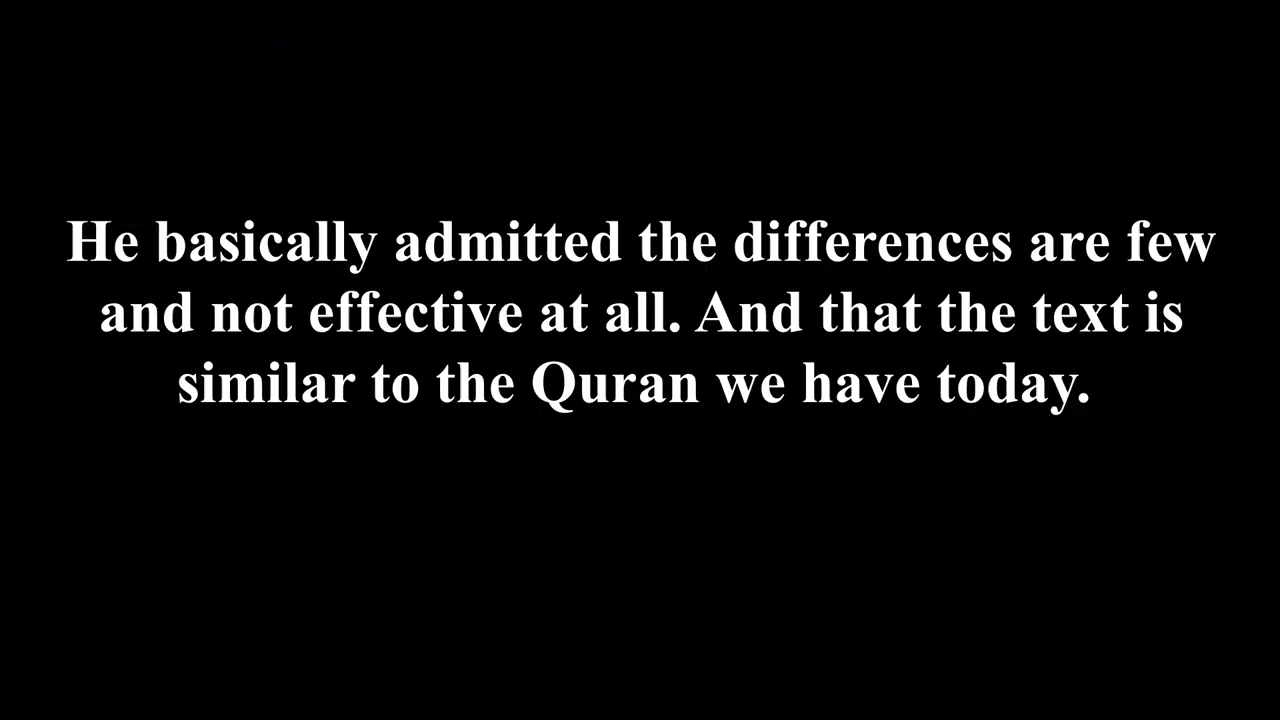 He basically admitted the differences are few
and not effective at all. And that the text is
similar to the Quran we have today.